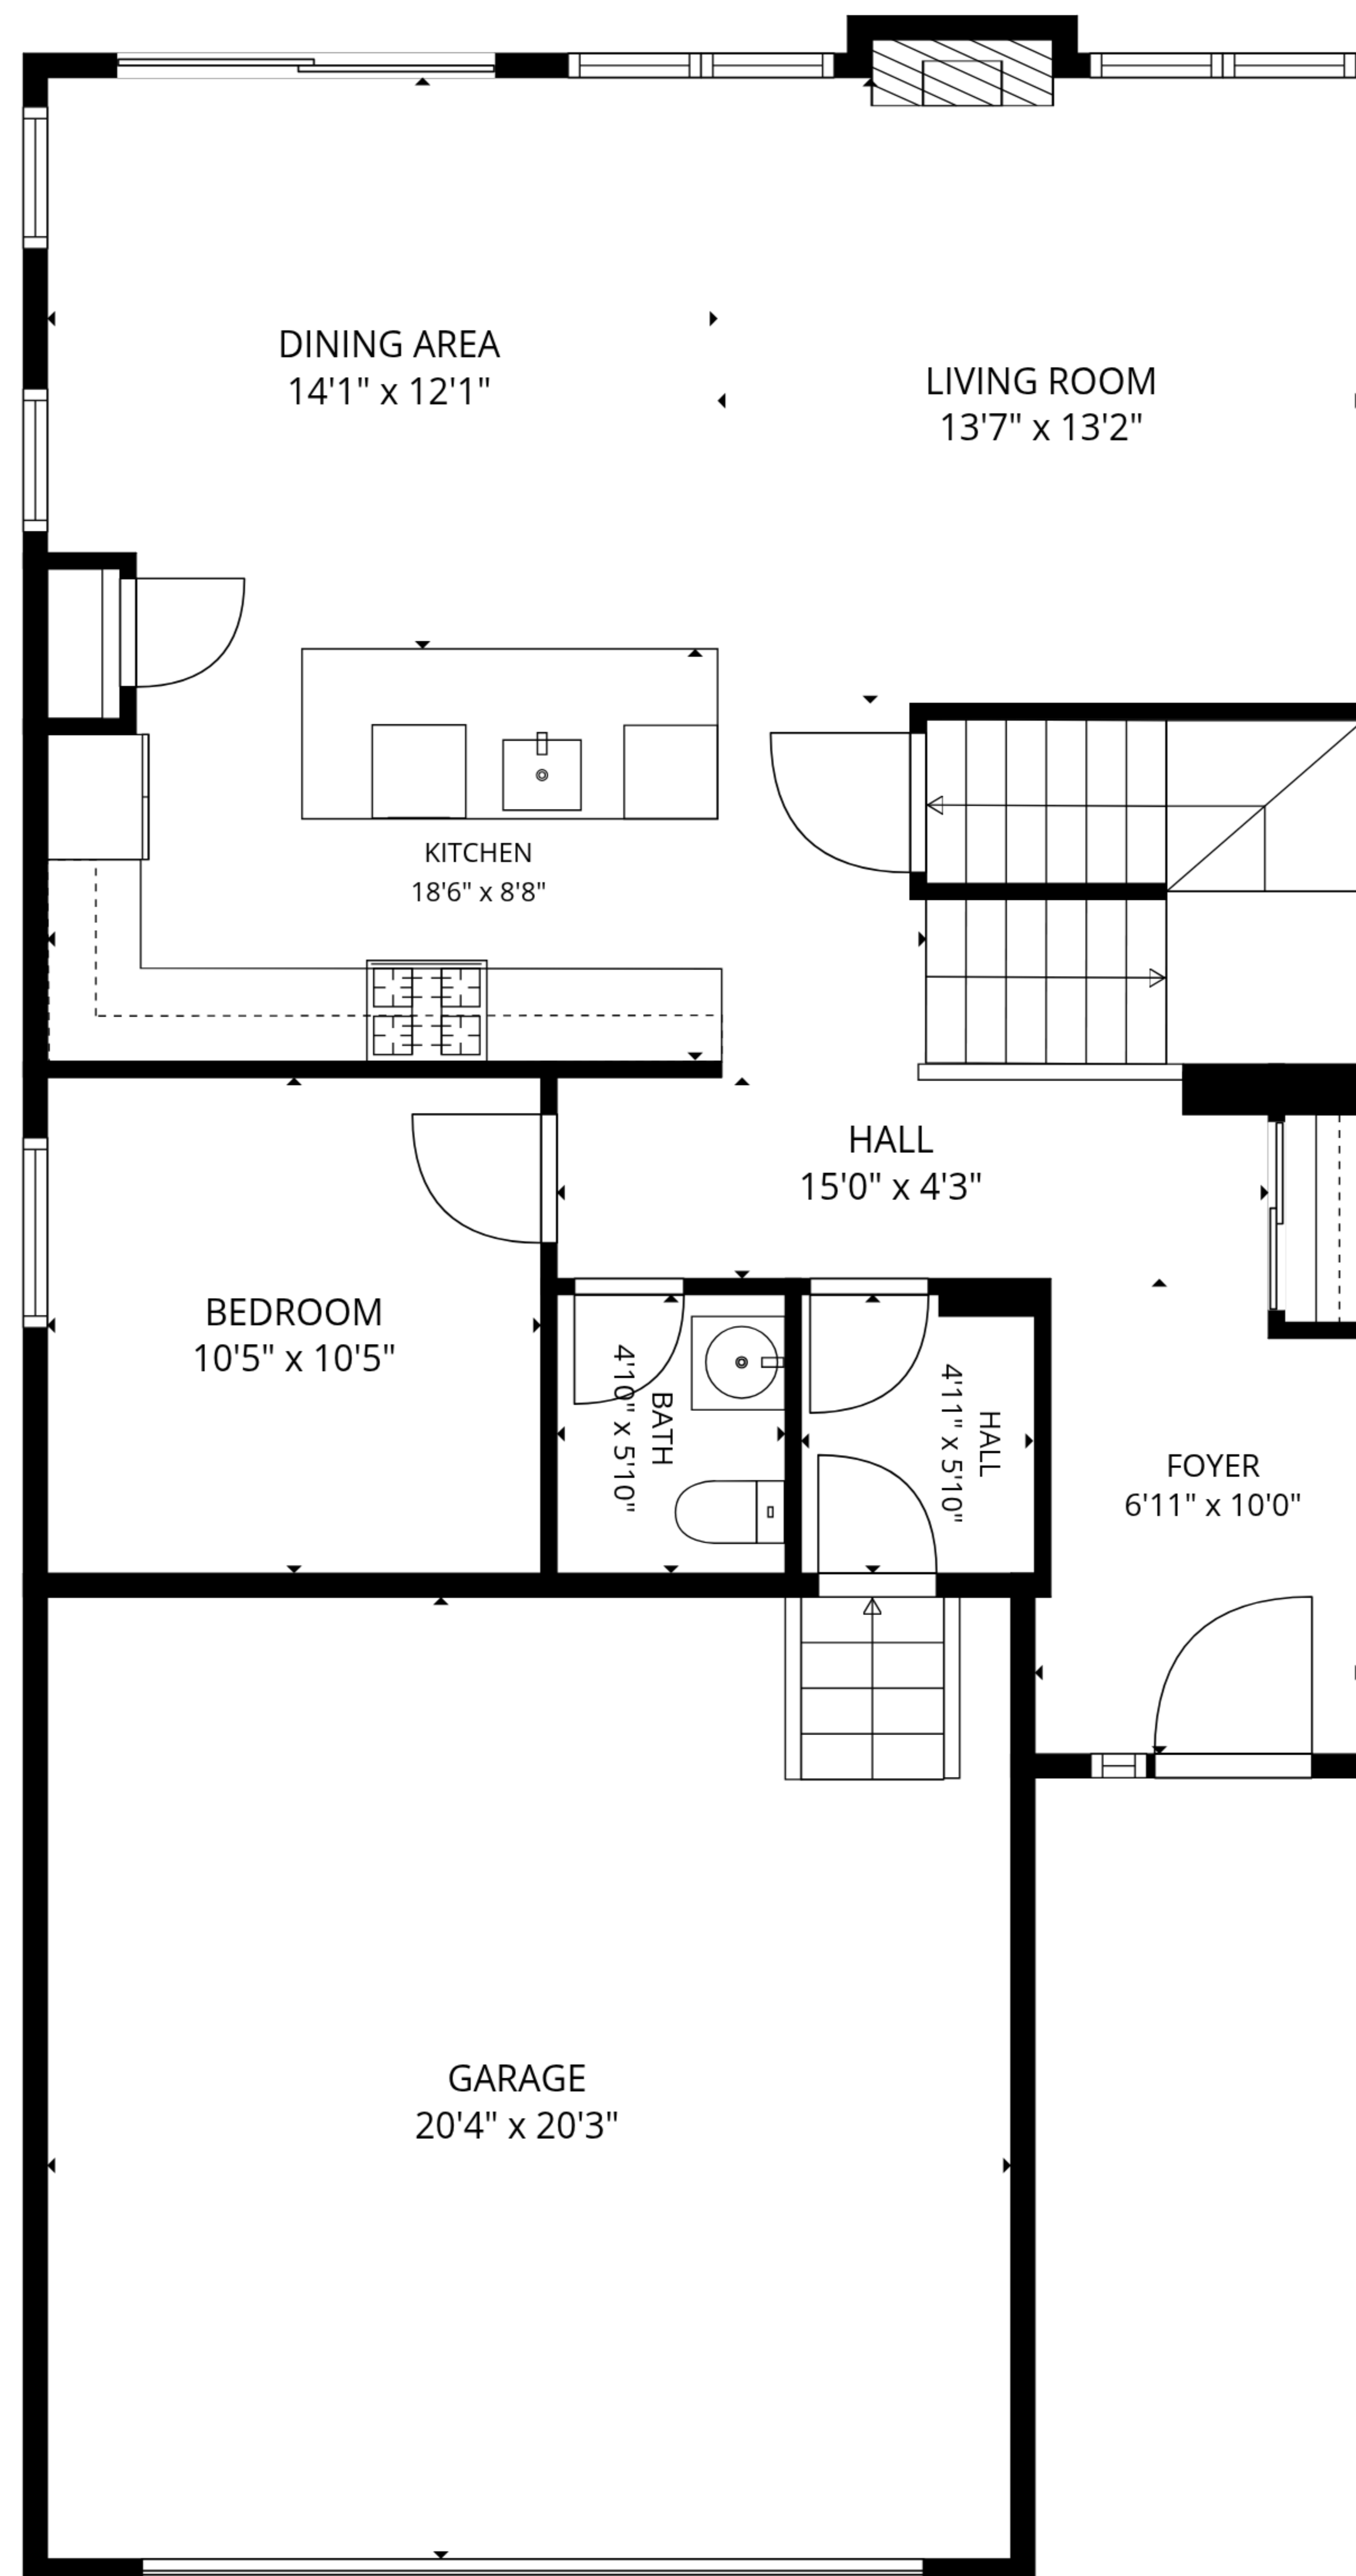 DINING AREA
14'1" x 12'1"
LIVING ROOM
13'7" x 13'2"
KITCHEN
18'6" x 8'8"
HALL
15'0" x 4'3"
BEDROOM
10'5" x 10'5"
BATH
4'10" x 5'10"
HALL
4'11" x 5'10"
FOYER
6'11" x 10'0"
GARAGE
20'4" x 20'3"